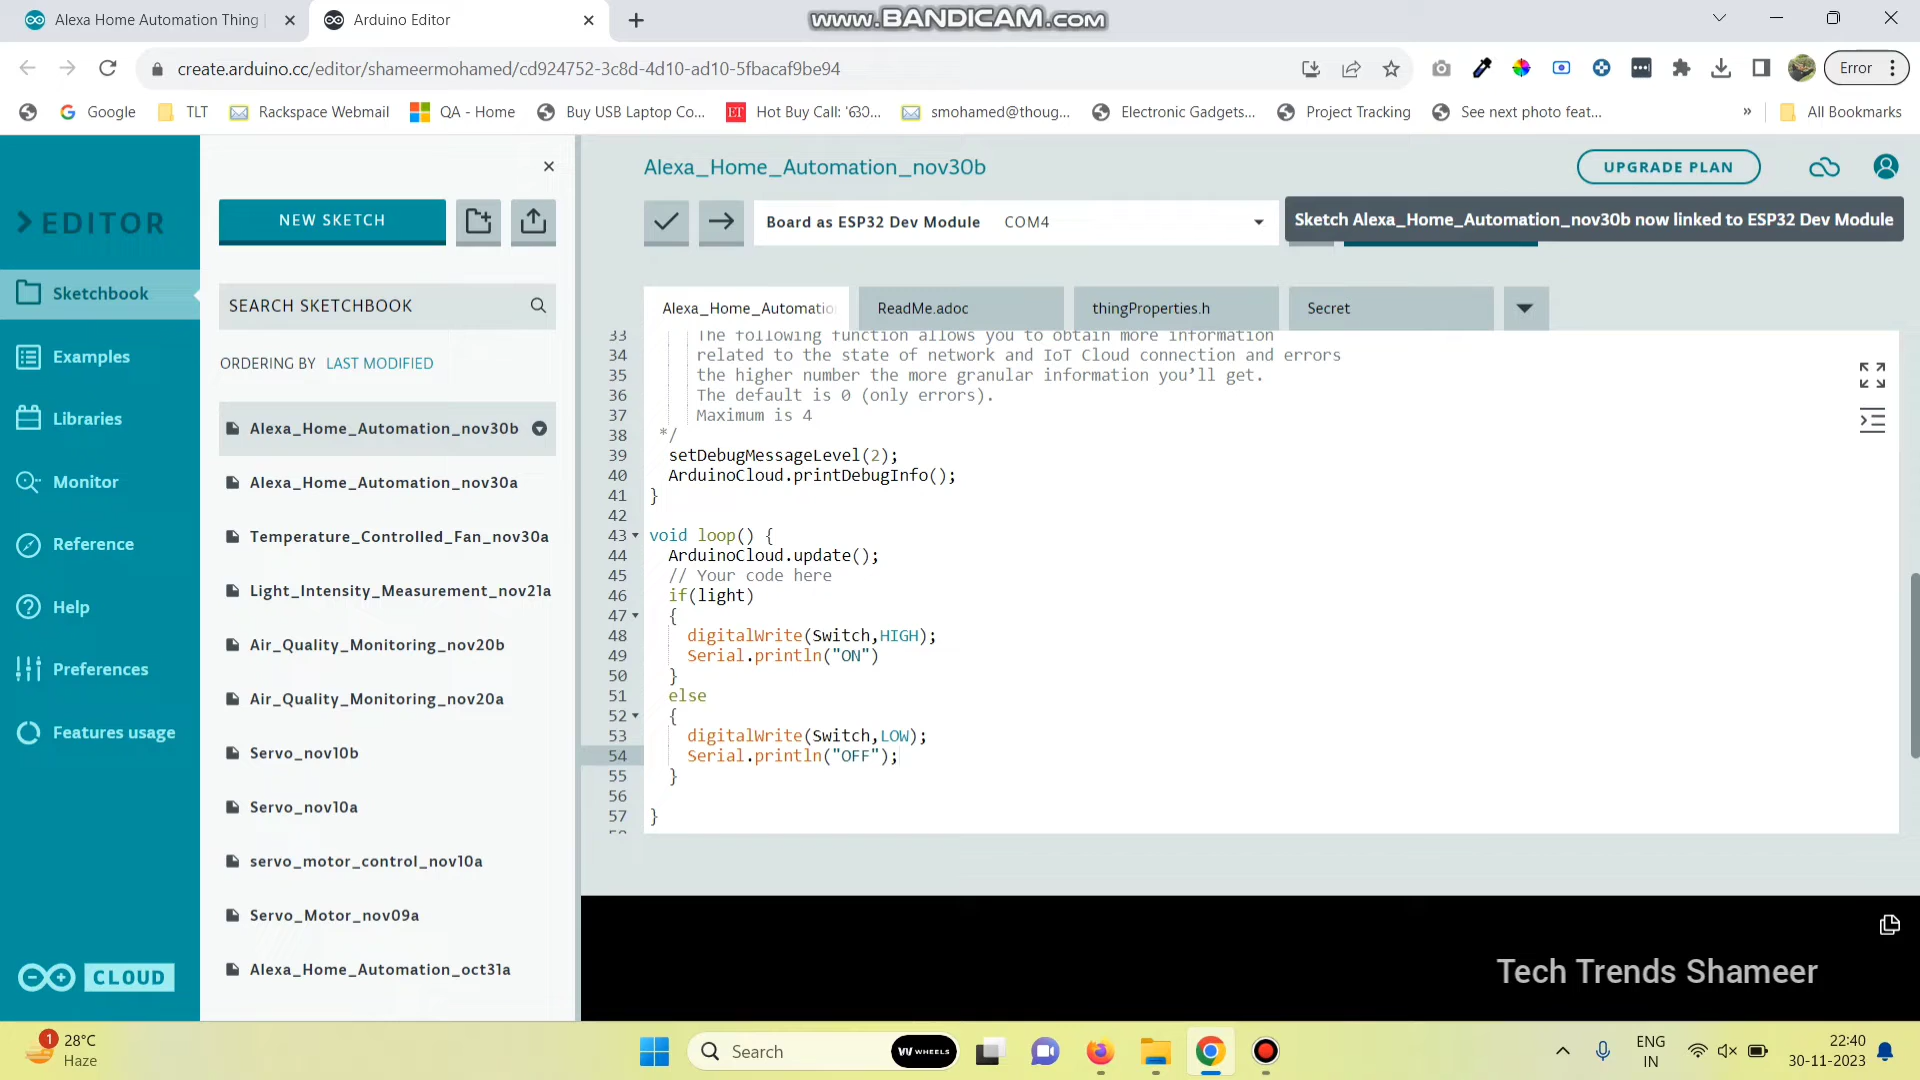 Alexa Home Automation Thing
Arduino Editor
www.BANDICAM.com
create.arduino.cc/editor/shameermohamed/cd924752-3c8d-4d10-ad10-5fbacaf9be94
Error
Google
TLT
Rackspace Webmail
QA - Home
Buy USB Laptop Co...
Hot Buy Call: 'ഓ...
smohamed@thoug...
Electronic Gadgets...
Project Tracking
See next photo feat...
»
All Bookmarks
EDITOR
Sketchbook
Examples
Libraries
Monitor
Reference
Help
Preferences
Features usage
CLOUD
NEW SKETCH
SEARCH SKETCHBOOK
ORDERING BY LAST MODIFIED
Alexa_Home_Automation_nov30b
Alexa_Home_Automation_nov30a
Temperature_Controlled_Fan_nov30a
Light_Intensity_Measurement_nov21a
Air_Quality_Monitoring_nov20b
Air_Quality_Monitoring_nov20a
Servo_nov10b
Servo_nov10a
servo_motor_control_nov10a
Servo_Motor_nov09a
Alexa_Home_Automation_oct31a
Alexa_Home_Automation_nov30b
UPGRADE PLAN
Board as ESP32 Dev Module COM4
Sketch Alexa_Home_Automation_nov30b now linked to ESP32 Dev Module
Alexa_Home_Automatio
ReadMe.adoc
thingProperties.h
Secret
33 The following function allows you to obtain more information
34 related to the state of network and IoT Cloud connection and errors
35 the higher number the more granular information you’ll get.
36 The default is 0 (only errors).
37 Maximum is 4
38 */
39 setDebugMessageLevel(2);
40 ArduinoCloud.printDebugInfo();
41 }
42
43 void loop() {
44 ArduinoCloud.update();
45 // Your code here
46 if(light)
47 {
48 digitalWrite(Switch,HIGH);
49 Serial.println("ON")
50 }
51 else
52 {
53 digitalWrite(Switch,LOW);
54 Serial.println("OFF");
55 }
56
57 }
Tech Trends Shameer
1
28°C
Haze
Search
WHEELS
ENG
IN
22:40
30-11-2023